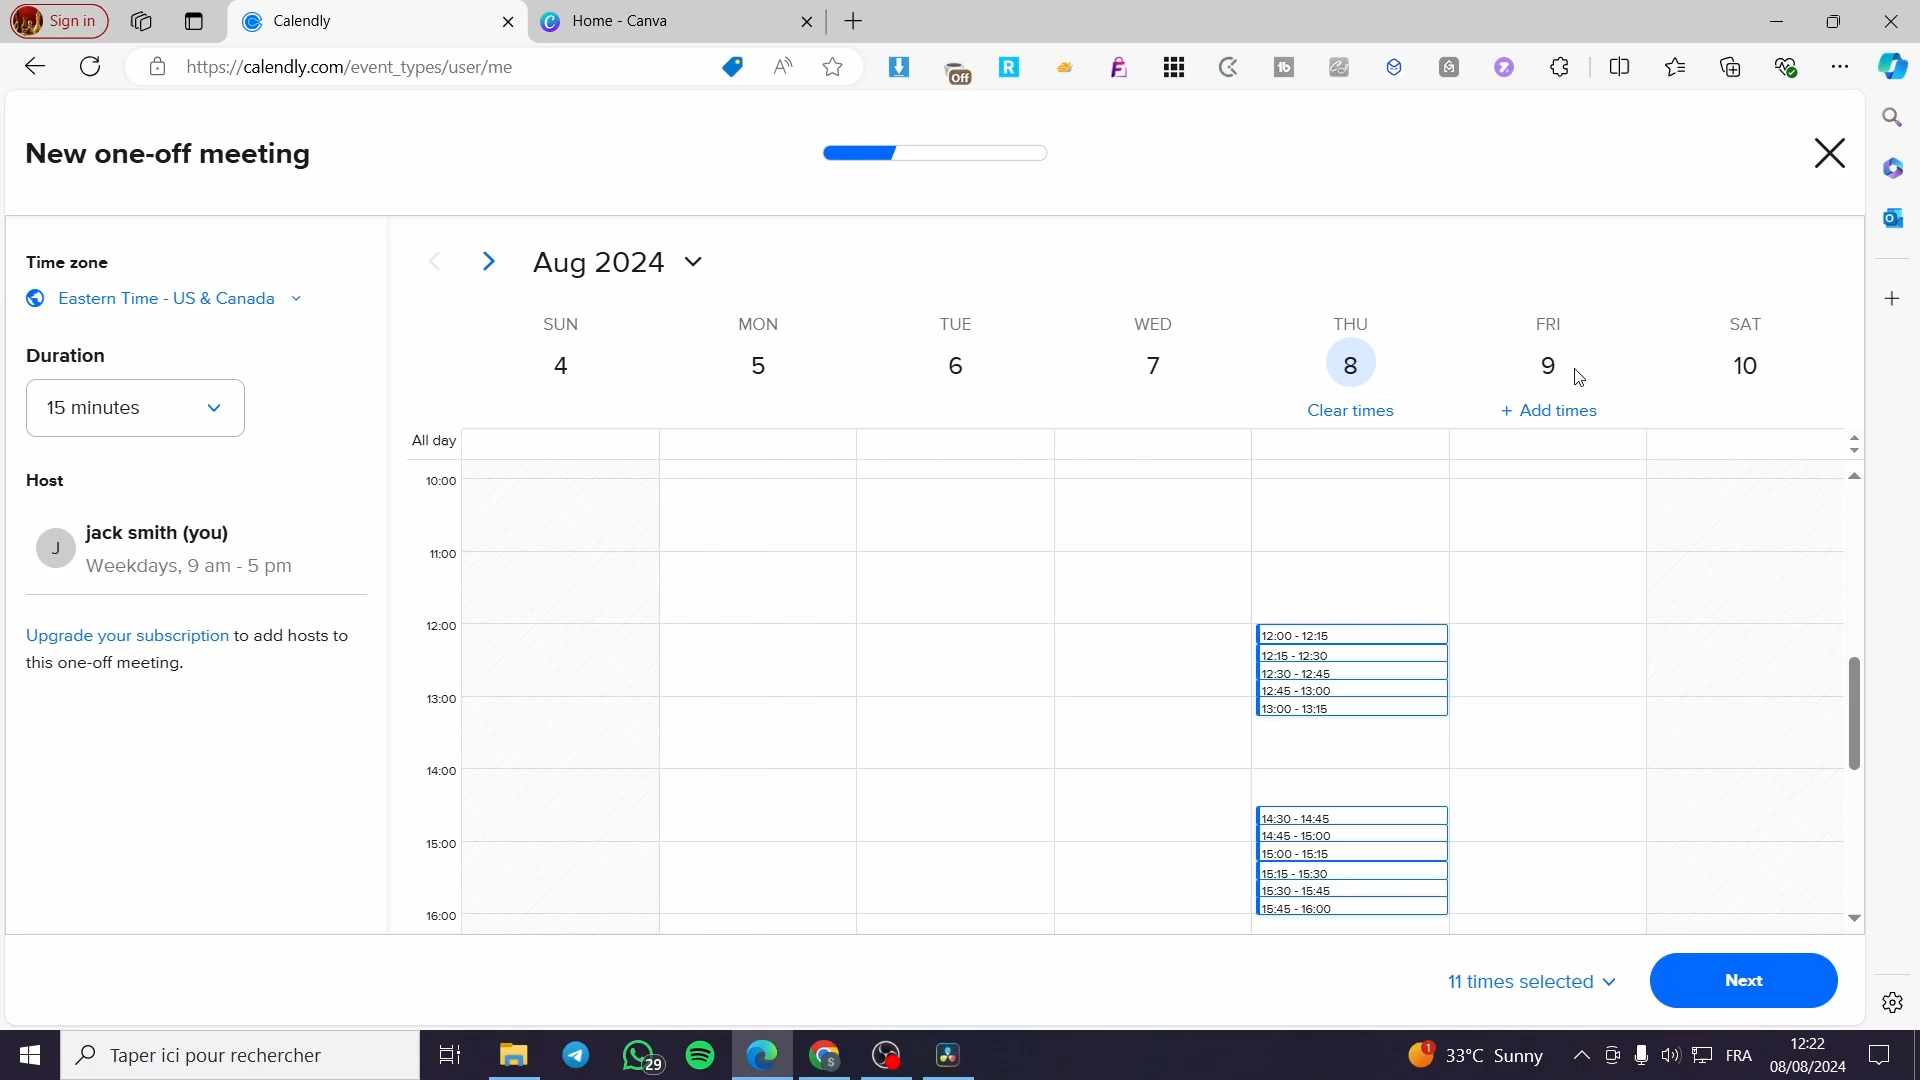 Sign in
Calendly
Home - Canva
https://calendly.com/event_types/user/me
Off
New one-off meeting
Time zone
Eastern Time - US & Canada
Duration
15 minutes
Host
J
jack smith (you)
Weekdays, 9 am - 5 pm
Upgrade your subscription to add hosts to
this one-off meeting.
Aug 2024
SUN MON TUE WED THU FRI SAT
4 5 6 7 8 9 10
Clear times + Add times
All day
10:00
11:00
12:00
13:00
14:00
15:00
16:00
12:00 - 12:15
12:15 - 12:30
12:30 - 12:45
12:45 - 13:00
13:00 - 13:15
14:30 - 14:45
14:45 - 15:00
15:00 - 15:15
15:15 - 15:30
15:30 - 15:45
15:45 - 16:00
11 times selected
Next
Taper ici pour rechercher
29
S
1
33°C Sunny
FRA
12:22
08/08/2024